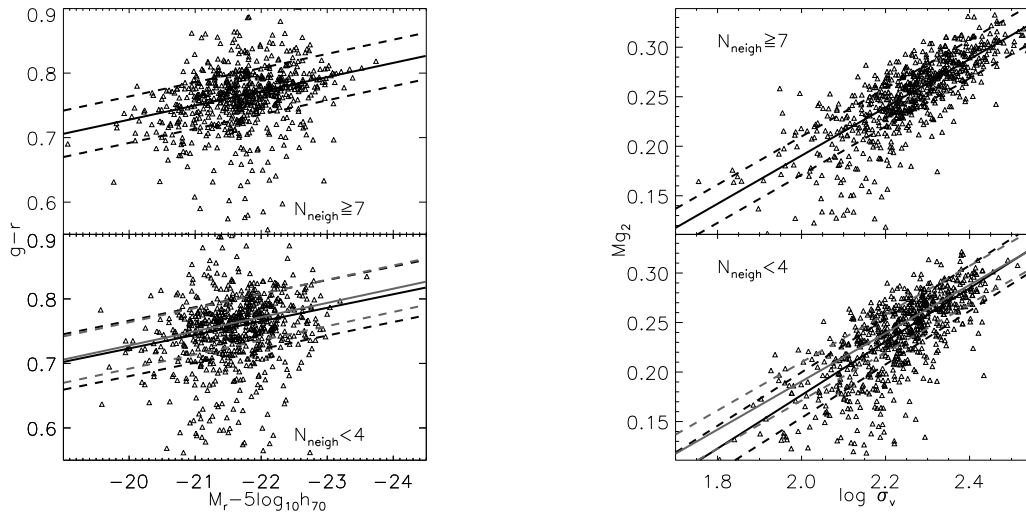 0.9
0.8
0.7
0.6
N_neigh≧7
g−r
0.9
0.8
0.7
0.6
N_neigh<4
−20 −21 −22 −23 −24
M_r−5log_10h_70
0.30
0.25
0.20
0.15
N_neigh≧7
Mg_2
0.30
0.25
0.20
0.15
N_neigh<4
1.8 2.0 2.2 2.4
log σ_v